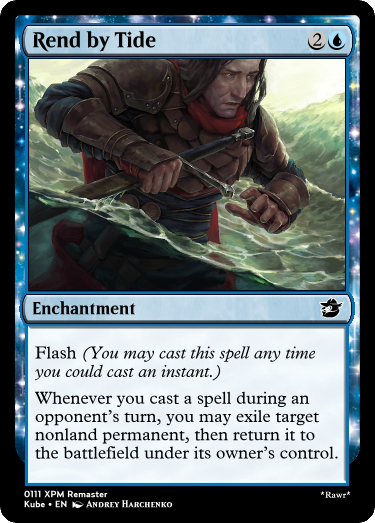 Rend by Tide 2
Enchantment
Flash (You may cast this spell any time
you could cast an instant.)
Whenever you cast a spell during an
opponent's turn, you may exile target
nonland permanent, then return it to
the battlefield under its owner's control.
0111 XPM Remaster
Kube • EN Andrey Harchenko
*Rawr*